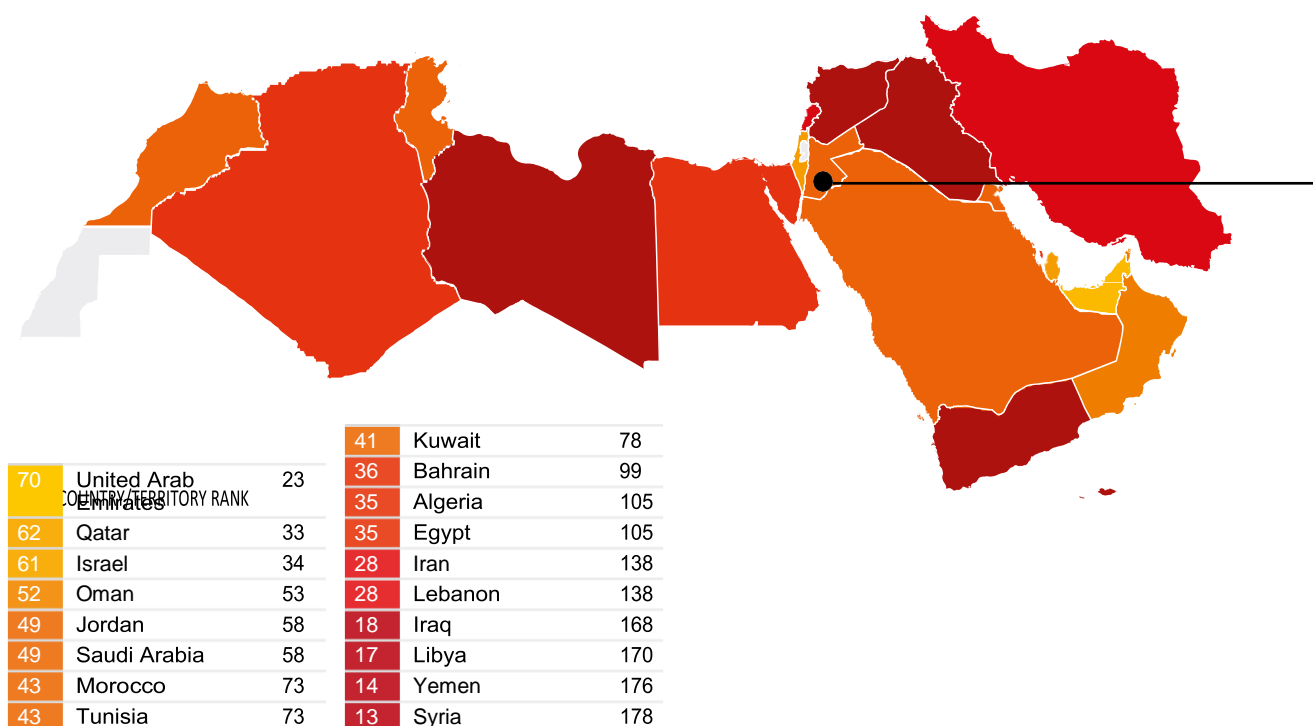 COUNTRY/TERRITORY RANK
70 United Arab Emirates 23
62 Qatar 33
61 Israel 34
52 Oman 53
49 Jordan 58
49 Saudi Arabia 58
43 Morocco 73
43 Tunisia 73
41 Kuwait 78
36 Bahrain 99
35 Algeria 105
35 Egypt 105
28 Iran 138
28 Lebanon 138
18 Iraq 168
17 Libya 170
14 Yemen 176
13 Syria 178